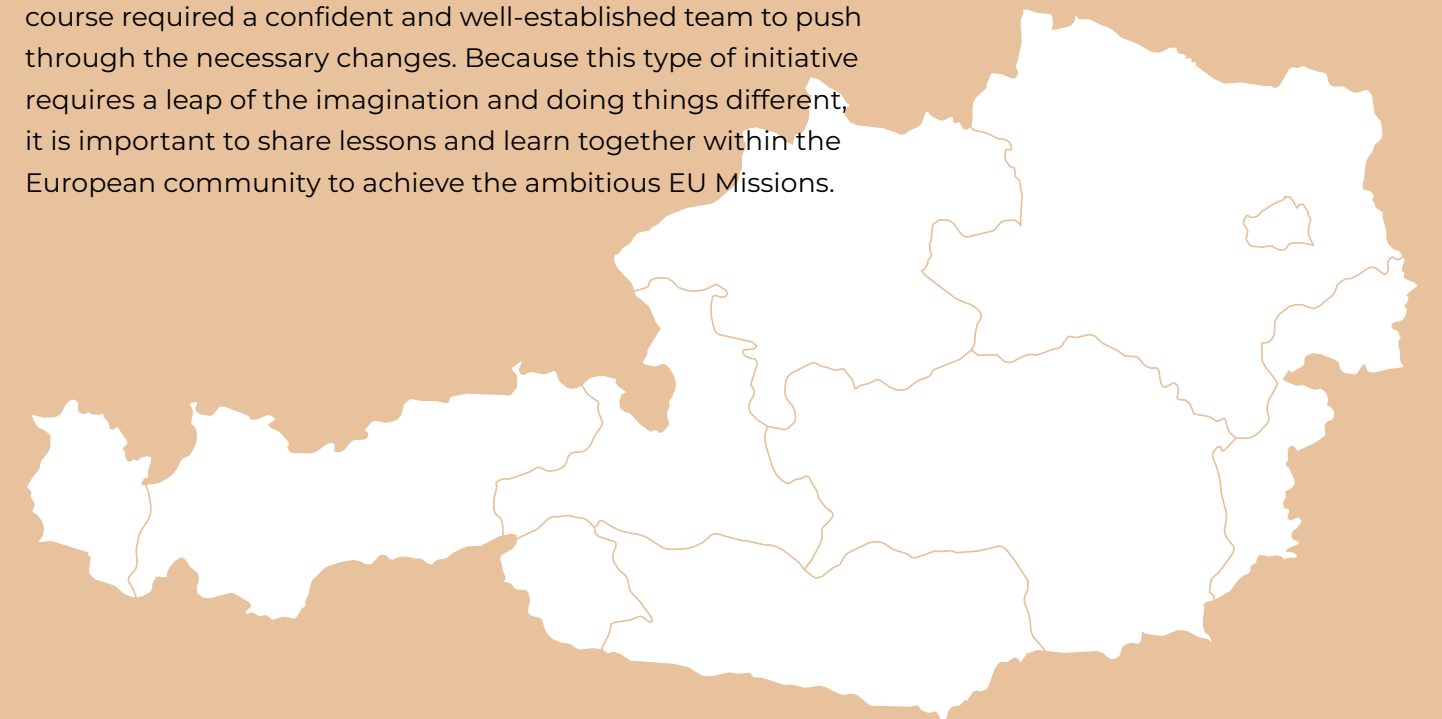 course required a confident and well-established team to push
through the necessary changes. Because this type of initiative
requires a leap of the imagination and doing things different,
it is important to share lessons and learn together within the
European community to achieve the ambitious EU Missions.